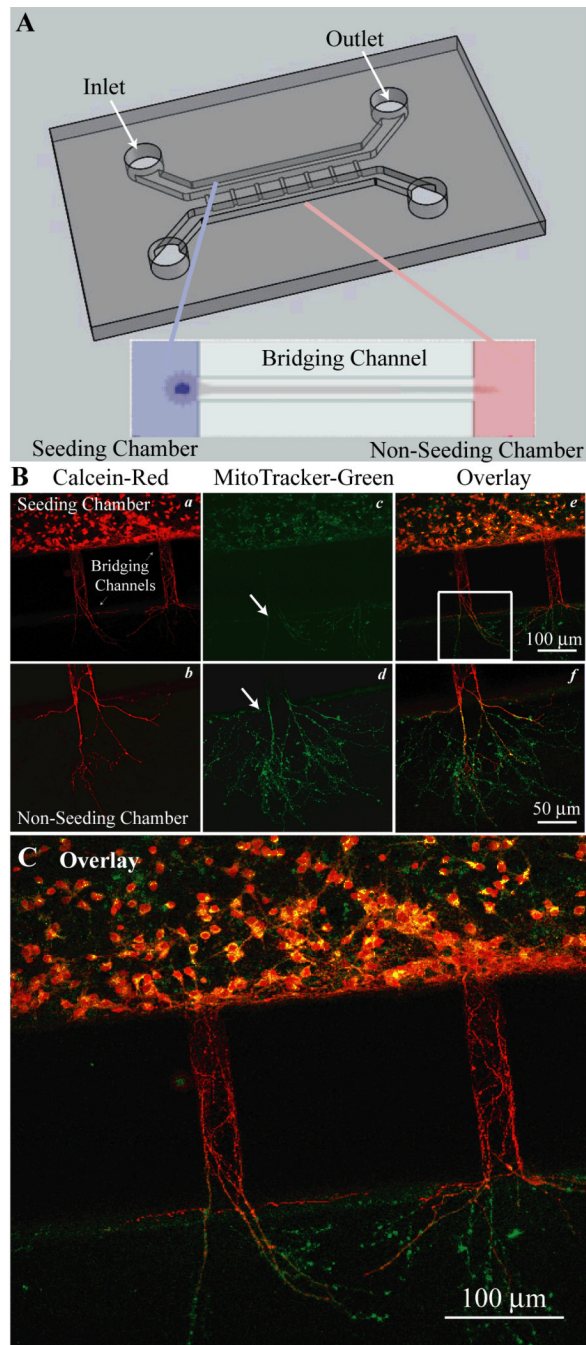 A
Outlet
Inlet
Bridging Channel
Seeding Chamber
Non-Seeding Chamber
B
Calcein-Red
MitoTracker-Green
Overlay
Seeding Chamber
a
c
e
Bridging
Channels
100 μm
b
d
f
Non-Seeding Chamber
50 μm
C
Overlay
100 μm